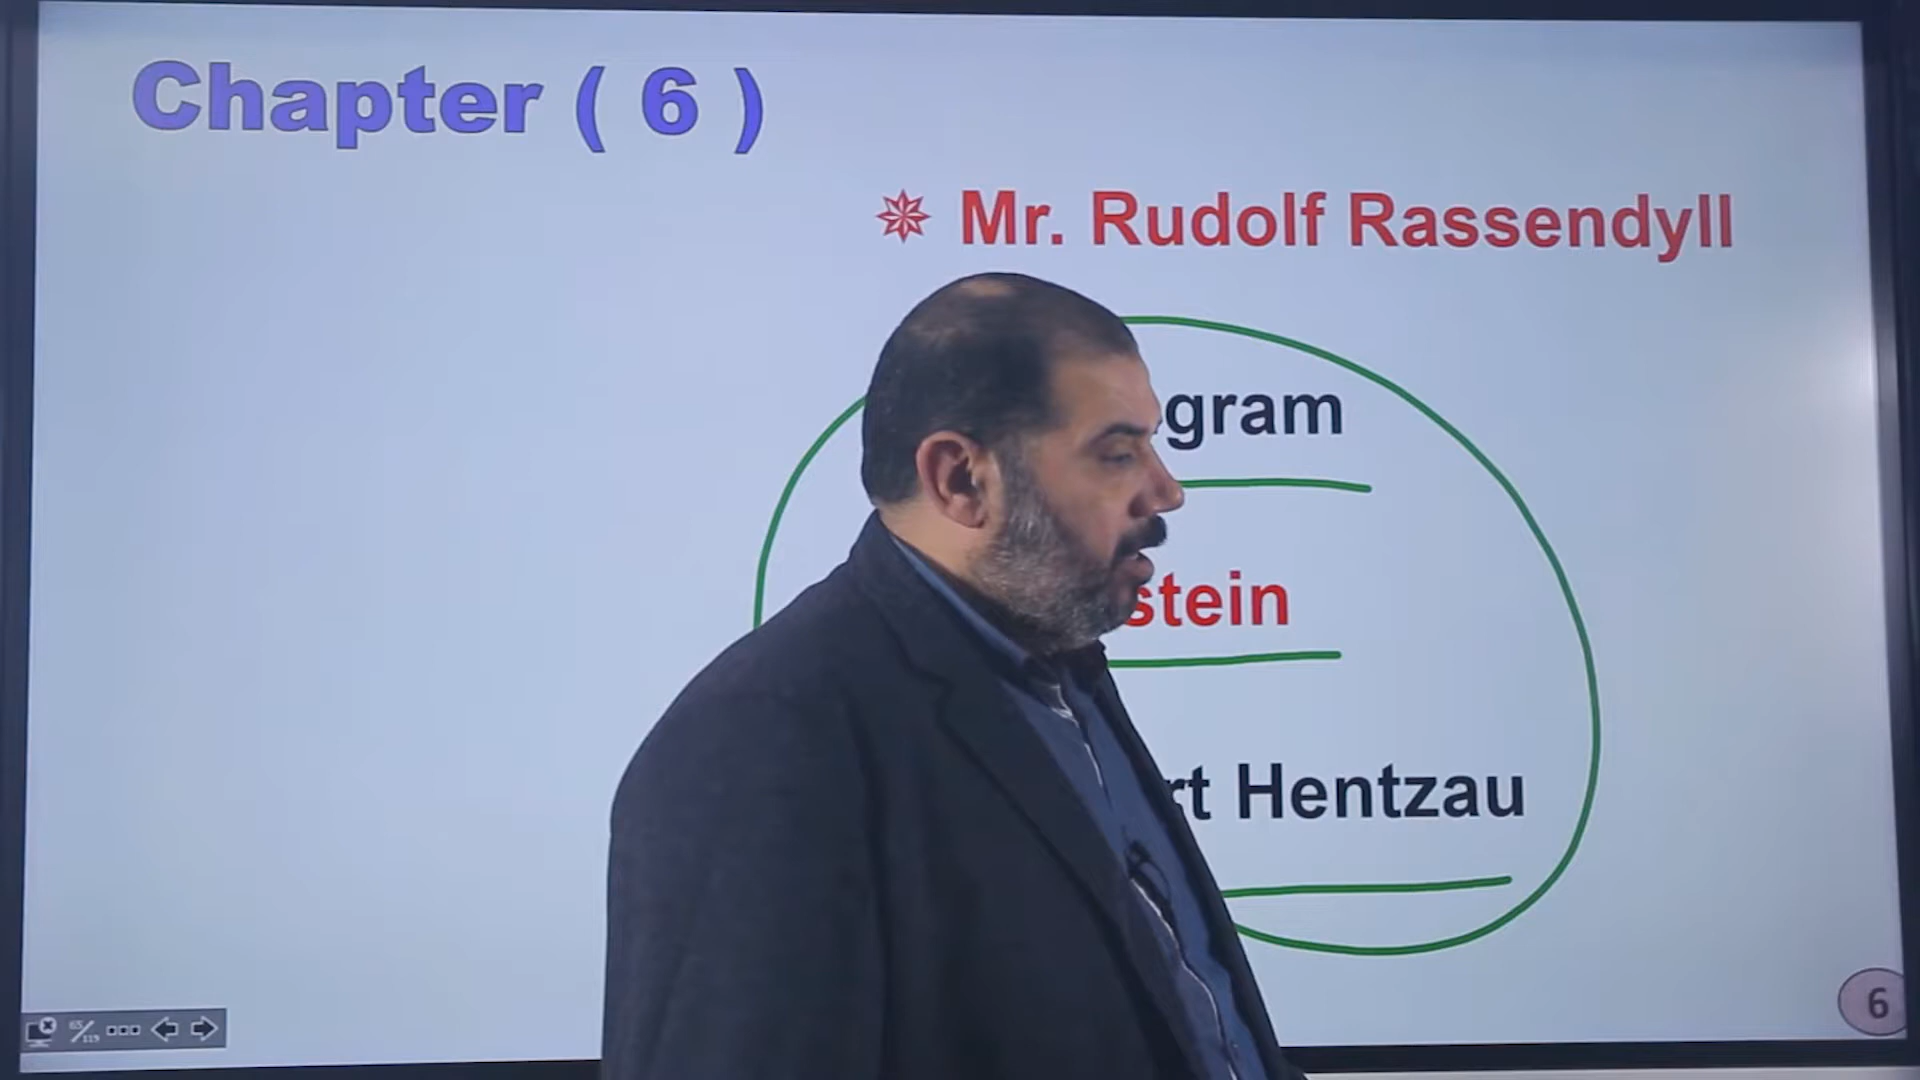 Chapter ( 6 )
Mr. Rudolf Rassendyll
gram
stein
rt Hentzau
6